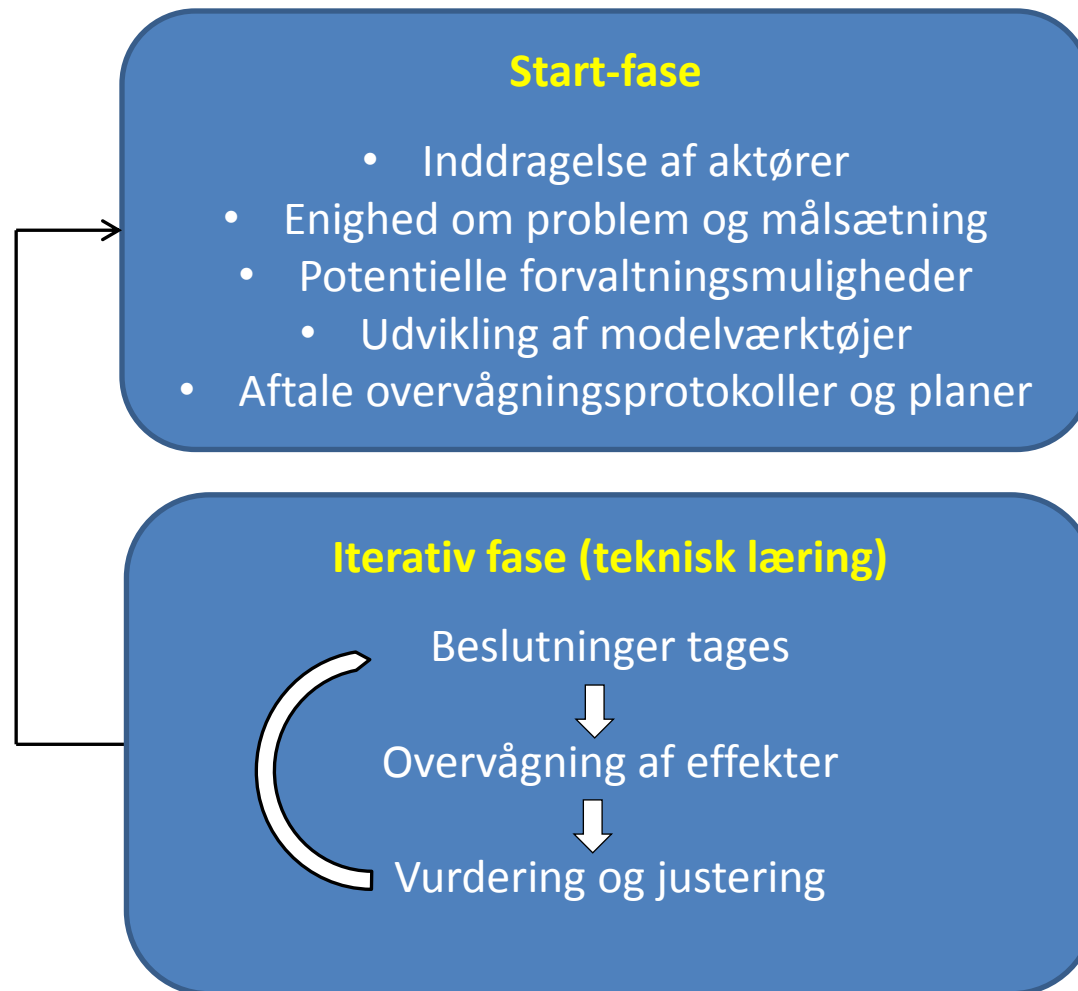 Start-fase
• Inddragelse af aktører
• Enighed om problem og målsætning
• Potentielle forvaltningsmuligheder
• Udvikling af modelværktøjer
• Aftale overvågningsprotokoller og planer
Iterativ fase (teknisk læring)
Beslutninger tages
Overvågning af effekter
Vurdering og justering